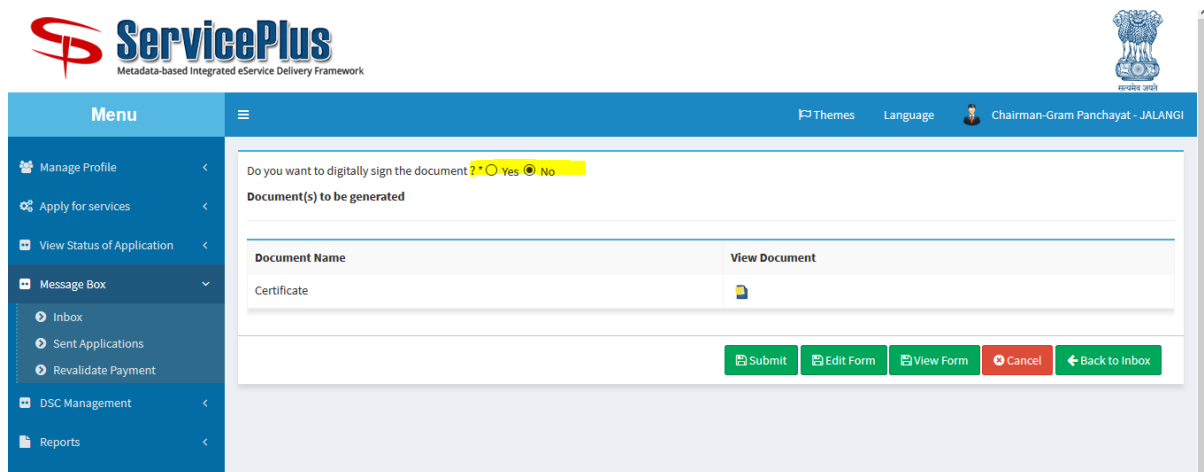 ServicePlus
Metadata-based Integrated eService Delivery Framework
सत्यमेव जयते
Menu
Themes Language Chairman-Gram Panchayat - JALANGI
Manage Profile
Apply for services
View Status of Application
Message Box
Inbox
Sent Applications
Revalidate Payment
DSC Management
Reports
Do you want to digitally sign the document ? * Yes No
Document(s) to be generated
Document Name View Document
Certificate
Submit Edit Form View Form Cancel Back to Inbox